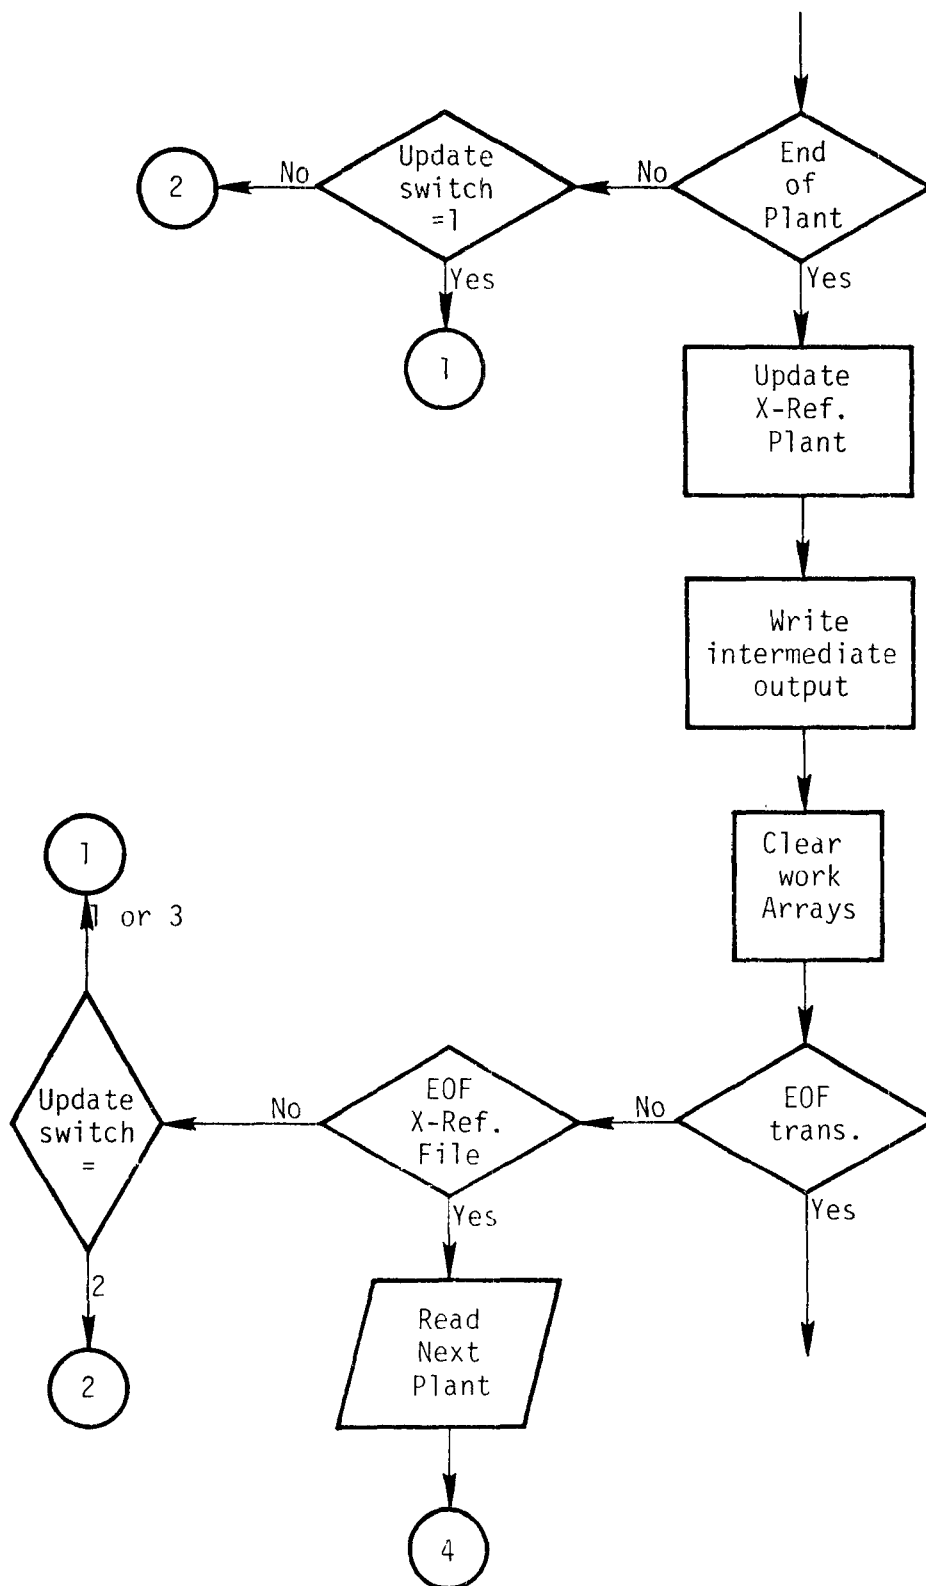 End
of
Plant
No
Update
switch
=1
No
2
Yes
1
Yes
Update
X-Ref.
Plant
Write
intermediate
output
Clear
work
Arrays
EOF
trans.
No
EOF
X-Ref.
File
No
Update
switch
=
1 or 3
1
2
2
Yes
Read
Next
Plant
4
Yes